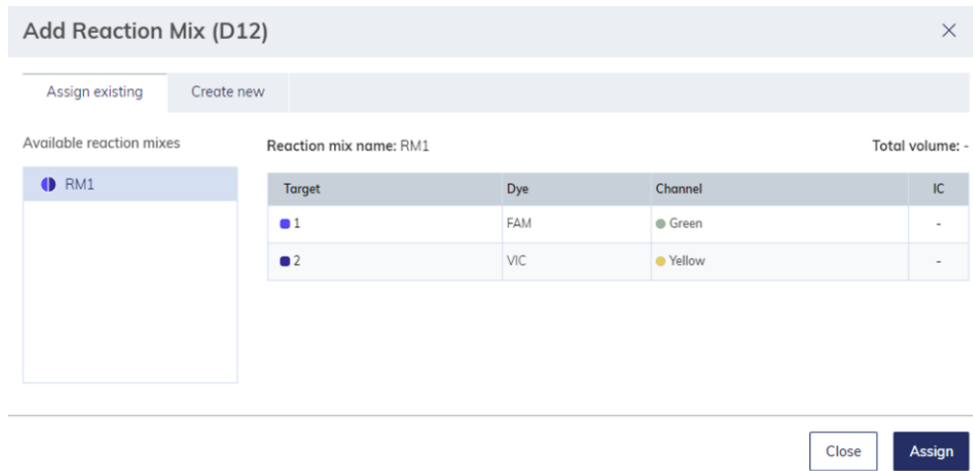 Add Reaction Mix (D12)
Assign existing Create new
Available reaction mixes
RM1
Reaction mix name: RM1 Total volume: -
Target Dye Channel IC
1 FAM Green -
2 VIC Yellow -
Close Assign